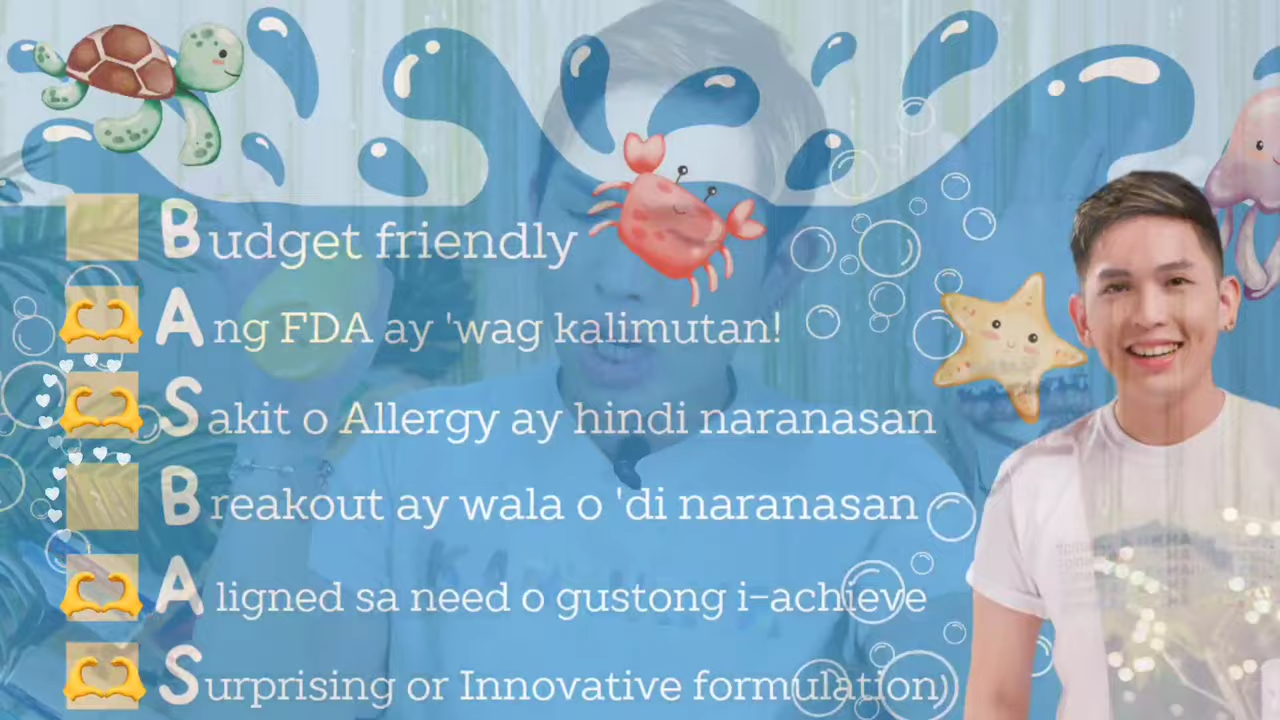 Budget friendly
Ang FDA ay 'wag kalimutan!
Sakit o Allergy ay hindi naranasan
Breakout ay wala o 'di naranasan
Aligned sa need o gustong i-achieve
Surprising or Innovative formulation